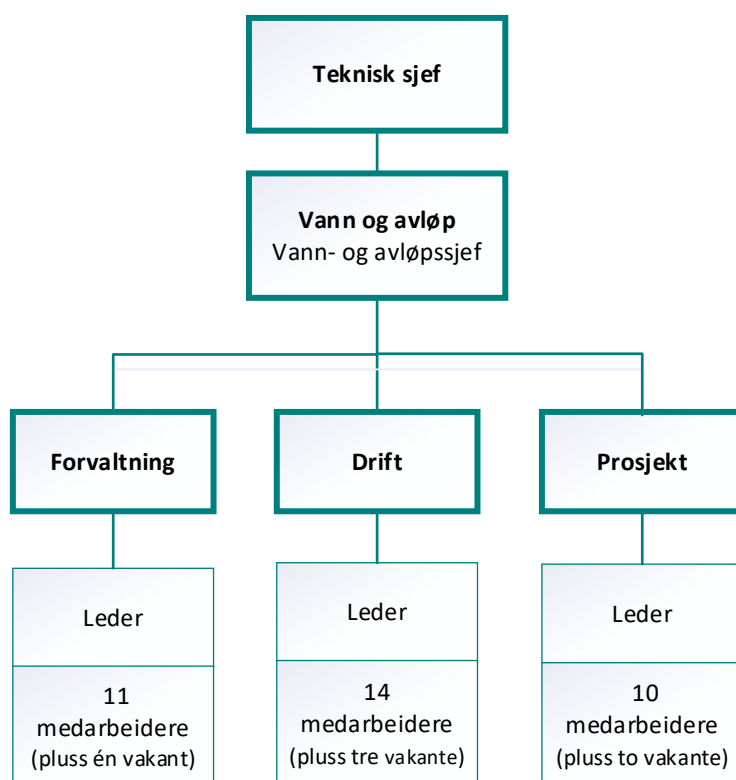 Teknisk sjef
Vann og avløp
Vann- og avløpssjef
Forvaltning
Drift
Prosjekt
Leder
11
medarbeidere
(pluss én vakant)
Leder
14
medarbeidere
(pluss tre vakante)
Leder
10
medarbeidere
(pluss to vakante)